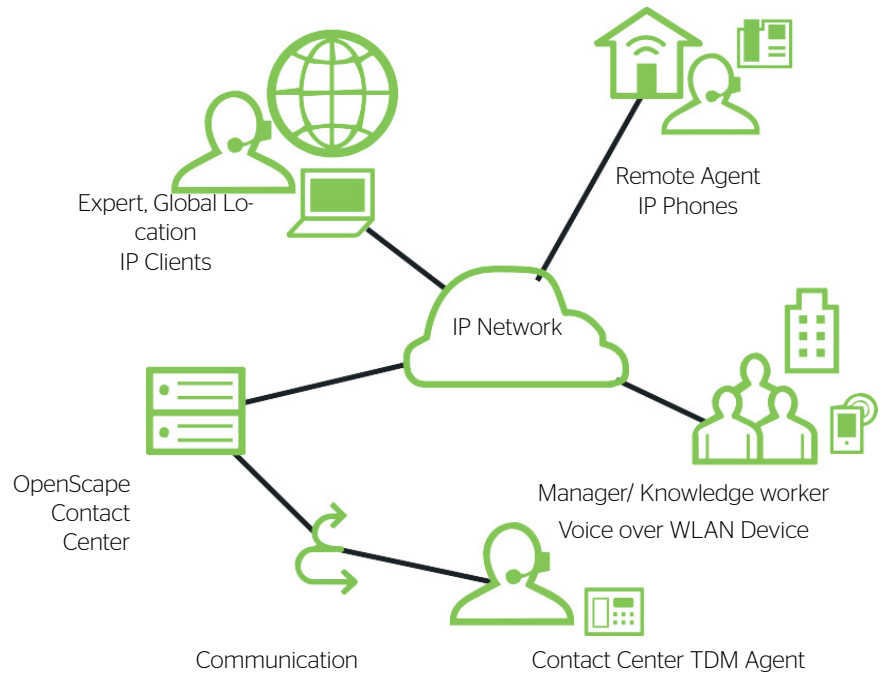 Remote Agent
IP Phones
Expert, Global Lo-
cation
IP Clients
IP Network
OpenScape
Contact
Center
Manager/ Knowledge worker
Voice over WLAN Device
Communication
Contact Center TDM Agent